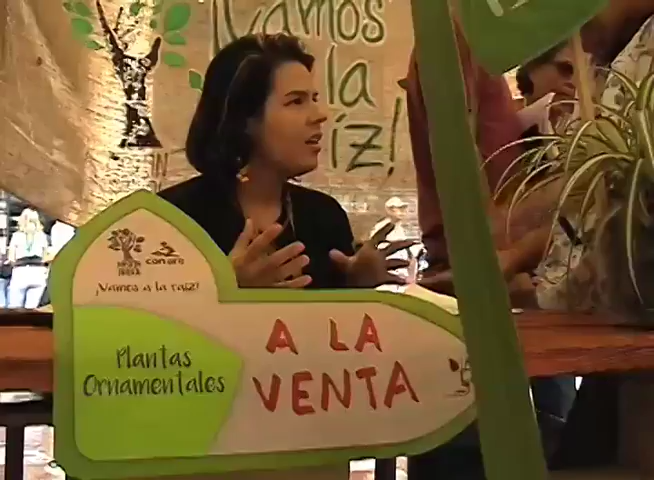 ¡Vamos
a la
raíz!
¡Vamos a la raíz!
Plantas
Ornamentales
A LA
VENTA